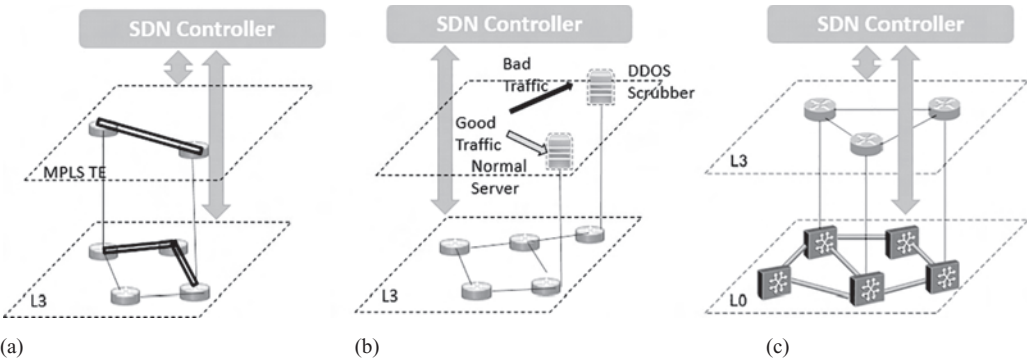 SDN Controller
MPLS TE
L3
(a)
SDN Controller
Bad
Traffic
DDOS
Scrubber
Good
Traffic
Normal
Server
L3
(b)
SDN Controller
L3
L0
(c)